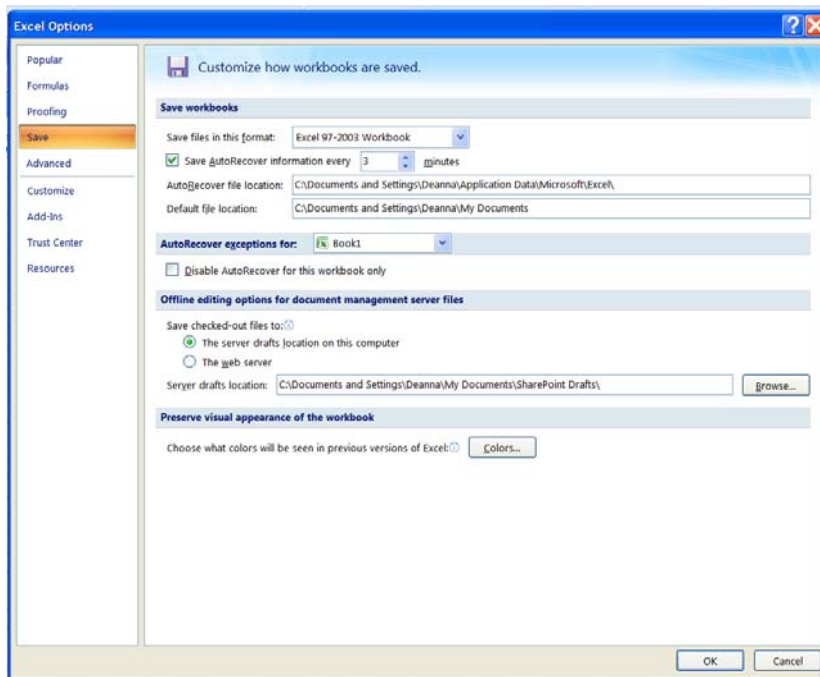 Excel Options
Popular
Formulas
Proofing
Save
Advanced
Customize
Add-Ins
Trust Center
Resources
Customize how workbooks are saved.
Save workbooks
Save files in this format: Excel 97-2003 Workbook
Save AutoRecover information every 3 minutes
AutoRecover file location: C:\Documents and Settings\Deanna\Application Data\Microsoft\Excel\
Default file location: C:\Documents and Settings\Deanna\My Documents
AutoRecover exceptions for: Book1
Disable AutoRecover for this workbook only
Offline editing options for document management server files
Save checked-out files to:
The server drafts location on this computer
The web server
Server drafts location: C:\Documents and Settings\Deanna\My Documents\SharePoint Drafts\ Browse...
Preserve visual appearance of the workbook
Choose what colors will be seen in previous versions of Excel: Colors...
OK Cancel